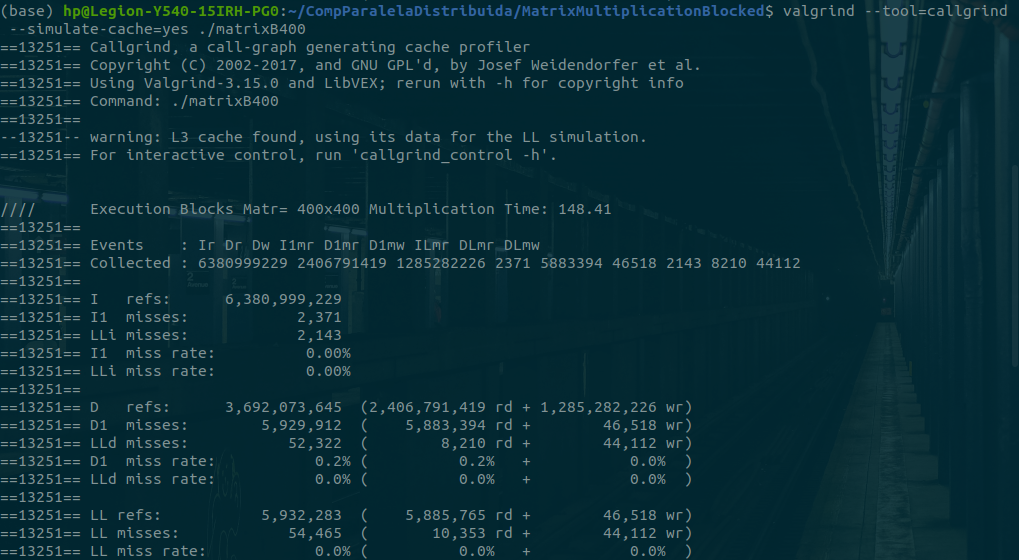 (base) hp@Legion-Y540-15IRH-PG0:~/CompParalelaDistribuida/MatrixMultiplicationBlocked$ valgrind --tool=callgrind
 --simulate-cache=yes ./matrixB400
==13251== Callgrind, a call-graph generating cache profiler
==13251== Copyright (C) 2002-2017, and GNU GPL'd, by Josef Weidendorfer et al.
==13251== Using Valgrind-3.15.0 and LibVEX; rerun with -h for copyright info
==13251== Command: ./matrixB400
==13251==
--13251-- warning: L3 cache found, using its data for the LL simulation.
==13251== For interactive control, run 'callgrind_control -h'.
////      Execution Blocks Matr= 400x400 Multiplication Time: 148.41
==13251==
==13251== Events    : Ir Dr Dw I1mr D1mr D1mw ILmr DLmr DLmw
==13251== Collected : 6380999229 2406791419 1285282226 2371 5883394 46518 2143 8210 44112
==13251==
==13251== I   refs:      6,380,999,229
==13251== I1  misses:            2,371
==13251== LLi misses:            2,143
==13251== I1  miss rate:          0.00%
==13251== LLi miss rate:          0.00%
==13251==
==13251== D   refs:      3,692,073,645  (2,406,791,419 rd + 1,285,282,226 wr)
==13251== D1  misses:        5,929,912  (    5,883,394 rd +        46,518 wr)
==13251== LLd misses:           52,322  (        8,210 rd +        44,112 wr)
==13251== D1  miss rate:           0.2% (          0.2%   +           0.0%  )
==13251== LLd miss rate:           0.0% (          0.0%   +           0.0%  )
==13251==
==13251== LL refs:           5,932,283  (    5,885,765 rd +        46,518 wr)
==13251== LL misses:            54,465  (       10,353 rd +        44,112 wr)
==13251== LL miss rate:            0.0% (          0.0%   +           0.0%  )